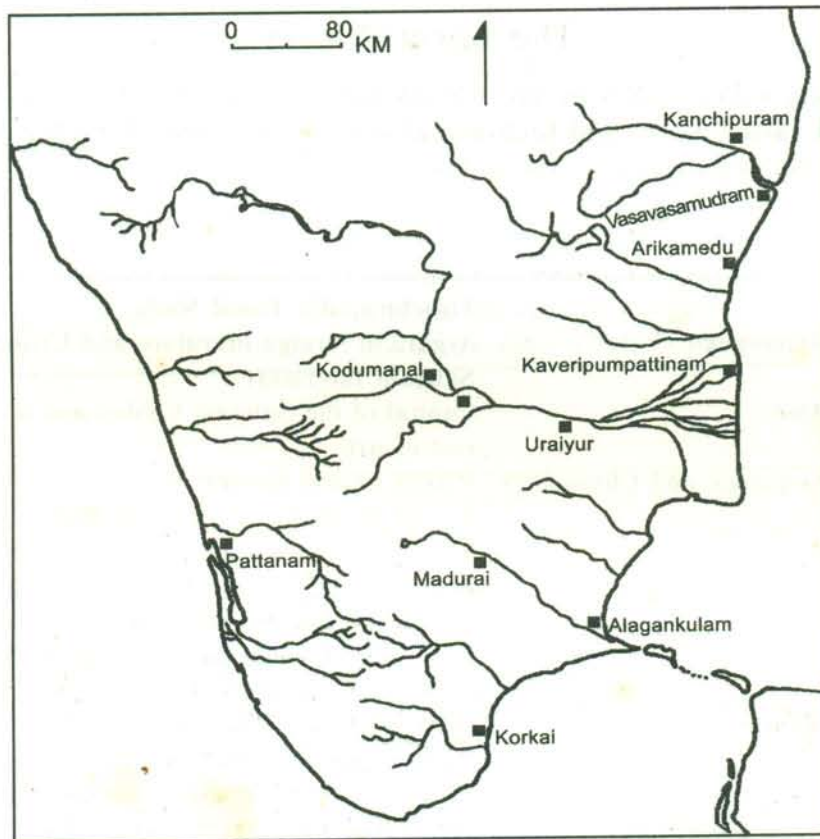 0 80
KM
Kanchipuram
Vasavasamudram
Arikamedu
Kodumanal
Kaveripumpattinam
Uraiyur
Pattanam
Madurai
Alagankulam
Korkai